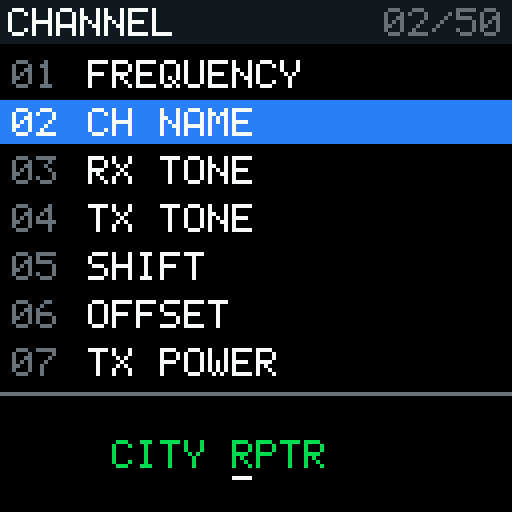 CHANNEL 02/50
01 FREQUENCY
02 CH NAME
03 RX TONE
04 TX TONE
05 SHIFT
06 OFFSET
07 TX POWER
CITY RPTR